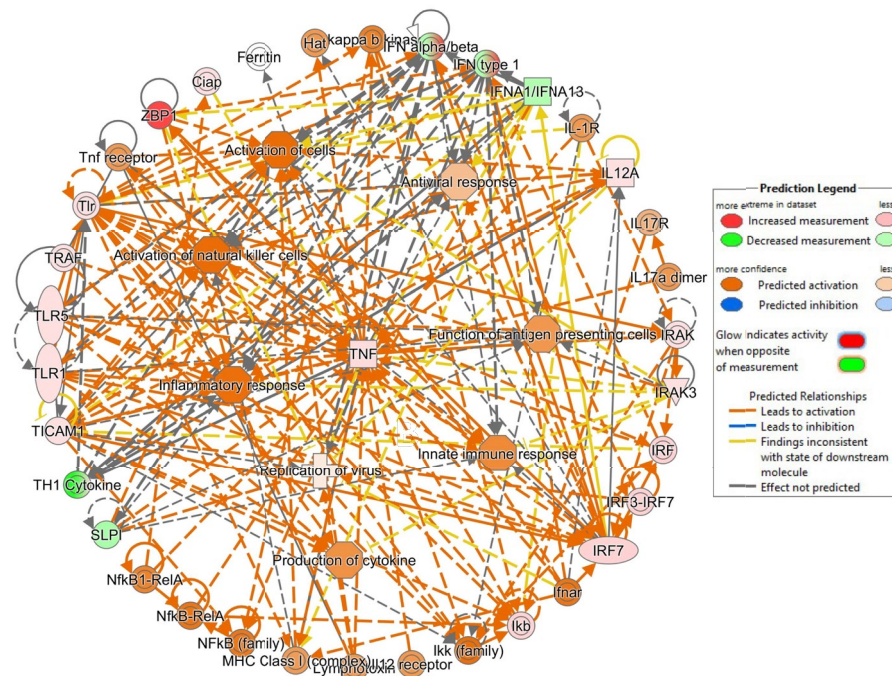 Hat
kappa b kinas
IFN alpha/beta
Ferritin
IFN type 1
Ciap
IFNA1/IFNA13
ZBP1
IL-1R
Tnf receptor
Activation of cells
Antiviral response
IL12A
Tlr
IL17R
TRAF
Activation of natural killer cells
IL17a dimer
TLR5
Function of antigen presenting cells
IRAK
TNF
TLR1
Inflammatory response
IRAK3
TICAM1
Innate immune response
IRF
Replication of virus
TH1 Cytokine
IRF3-IRF7
SLPI
IRF7
Production of cytokine
NfkB1-RelA
Ifnar
NfkB-RelA
Ikb
NFkB (family)
Ikk (family)
MHC Class I (complex)
Lymphotoxin
Il12 receptor
Prediction Legend
more extreme in dataset
less
Increased measurement
Decreased measurement
more confidence
less
Predicted activation
Predicted inhibition
Glow indicates activity
when opposite
of measurement
Predicted Relationships
Leads to activation
Leads to inhibition
Findings inconsistent
with state of downstream
molecule
Effect not predicted